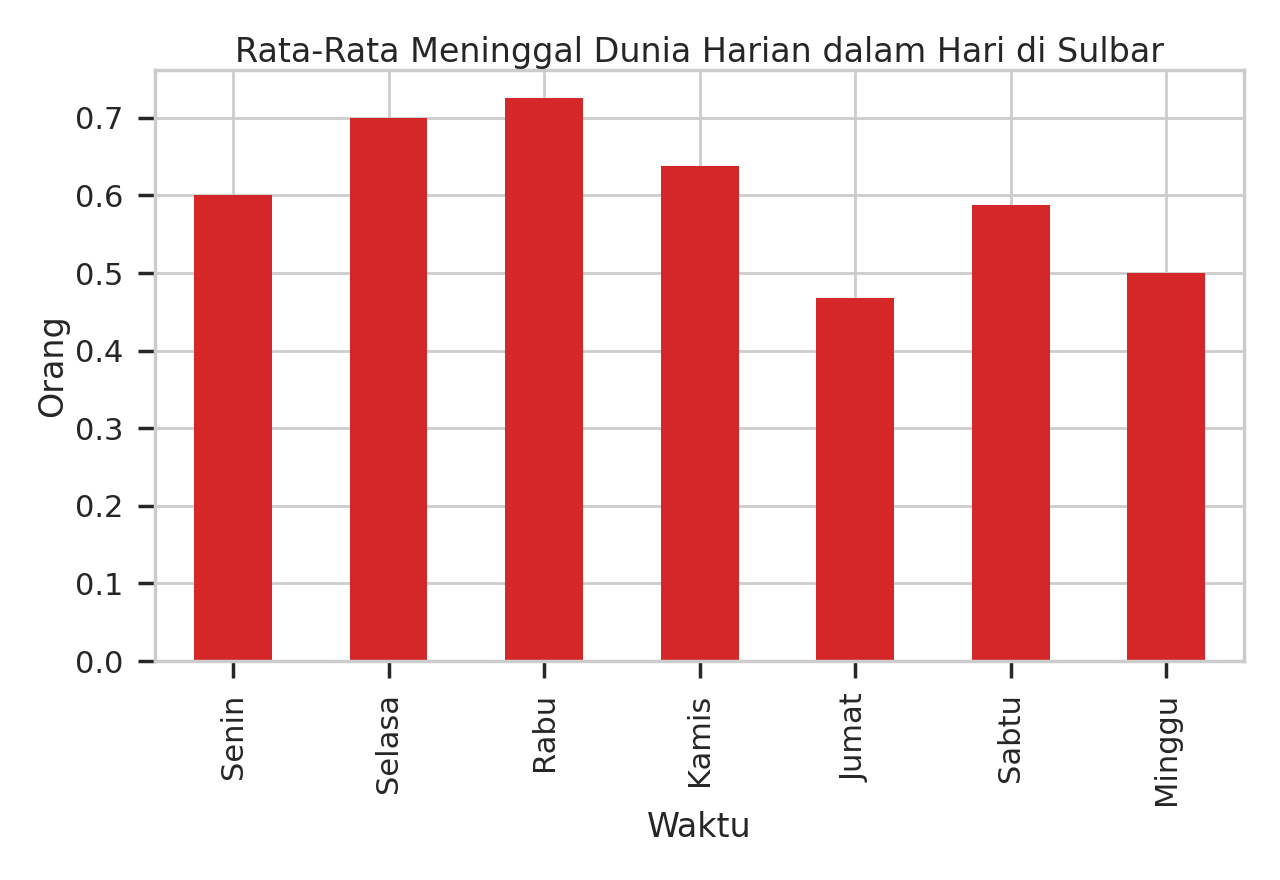 Rata-Rata Meninggal Dunia Harian dalam Hari di Sulbar
Orang
0.7
0.6
0.5
0.4
0.3
0.2
0.1
0.0
Senin
Selasa
Rabu
Kamis
Jumat
Sabtu
Minggu
Waktu